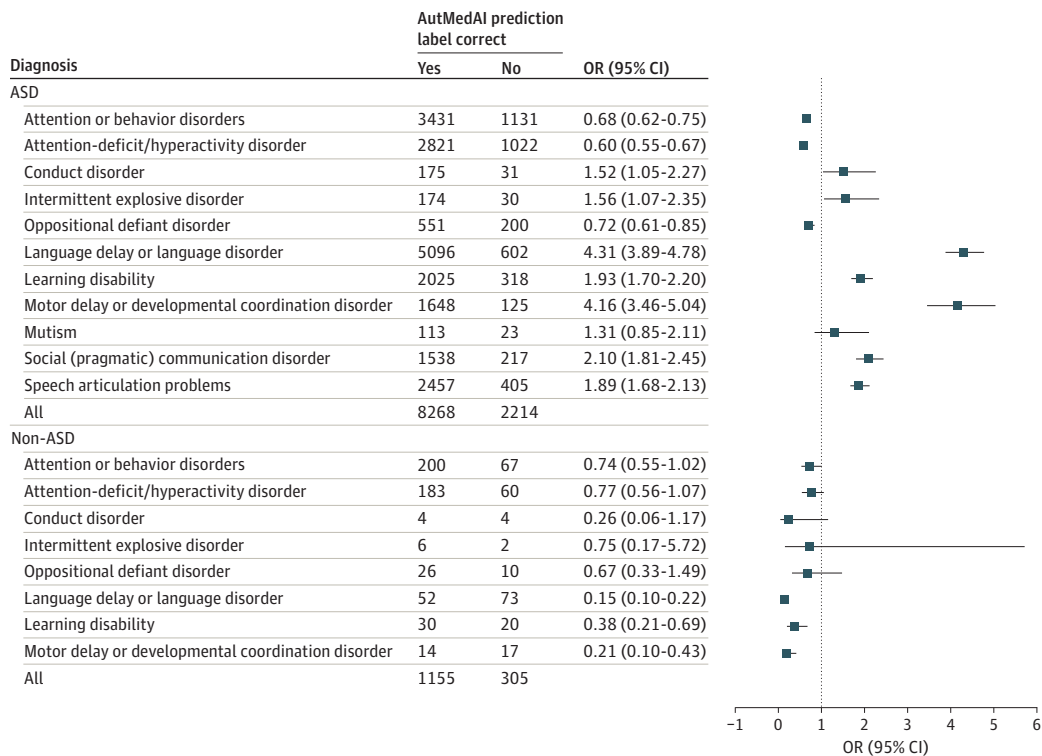 AutMedAI prediction
label correct
Diagnosis Yes No OR (95% CI)
ASD
Attention or behavior disorders 3431 1131 0.68 (0.62-0.75)
Attention-deficit/hyperactivity disorder 2821 1022 0.60 (0.55-0.67)
Conduct disorder 175 31 1.52 (1.05-2.27)
Intermittent explosive disorder 174 30 1.56 (1.07-2.35)
Oppositional defiant disorder 551 200 0.72 (0.61-0.85)
Language delay or language disorder 5096 602 4.31 (3.89-4.78)
Learning disability 2025 318 1.93 (1.70-2.20)
Motor delay or developmental coordination disorder 1648 125 4.16 (3.46-5.04)
Mutism 113 23 1.31 (0.85-2.11)
Social (pragmatic) communication disorder 1538 217 2.10 (1.81-2.45)
Speech articulation problems 2457 405 1.89 (1.68-2.13)
All 8268 2214
Non-ASD
Attention or behavior disorders 200 67 0.74 (0.55-1.02)
Attention-deficit/hyperactivity disorder 183 60 0.77 (0.56-1.07)
Conduct disorder 4 4 0.26 (0.06-1.17)
Intermittent explosive disorder 6 2 0.75 (0.17-5.72)
Oppositional defiant disorder 26 10 0.67 (0.33-1.49)
Language delay or language disorder 52 73 0.15 (0.10-0.22)
Learning disability 30 20 0.38 (0.21-0.69)
Motor delay or developmental coordination disorder 14 17 0.21 (0.10-0.43)
All 1155 305
−1 0 1 2 3 4 5 6
OR (95% CI)